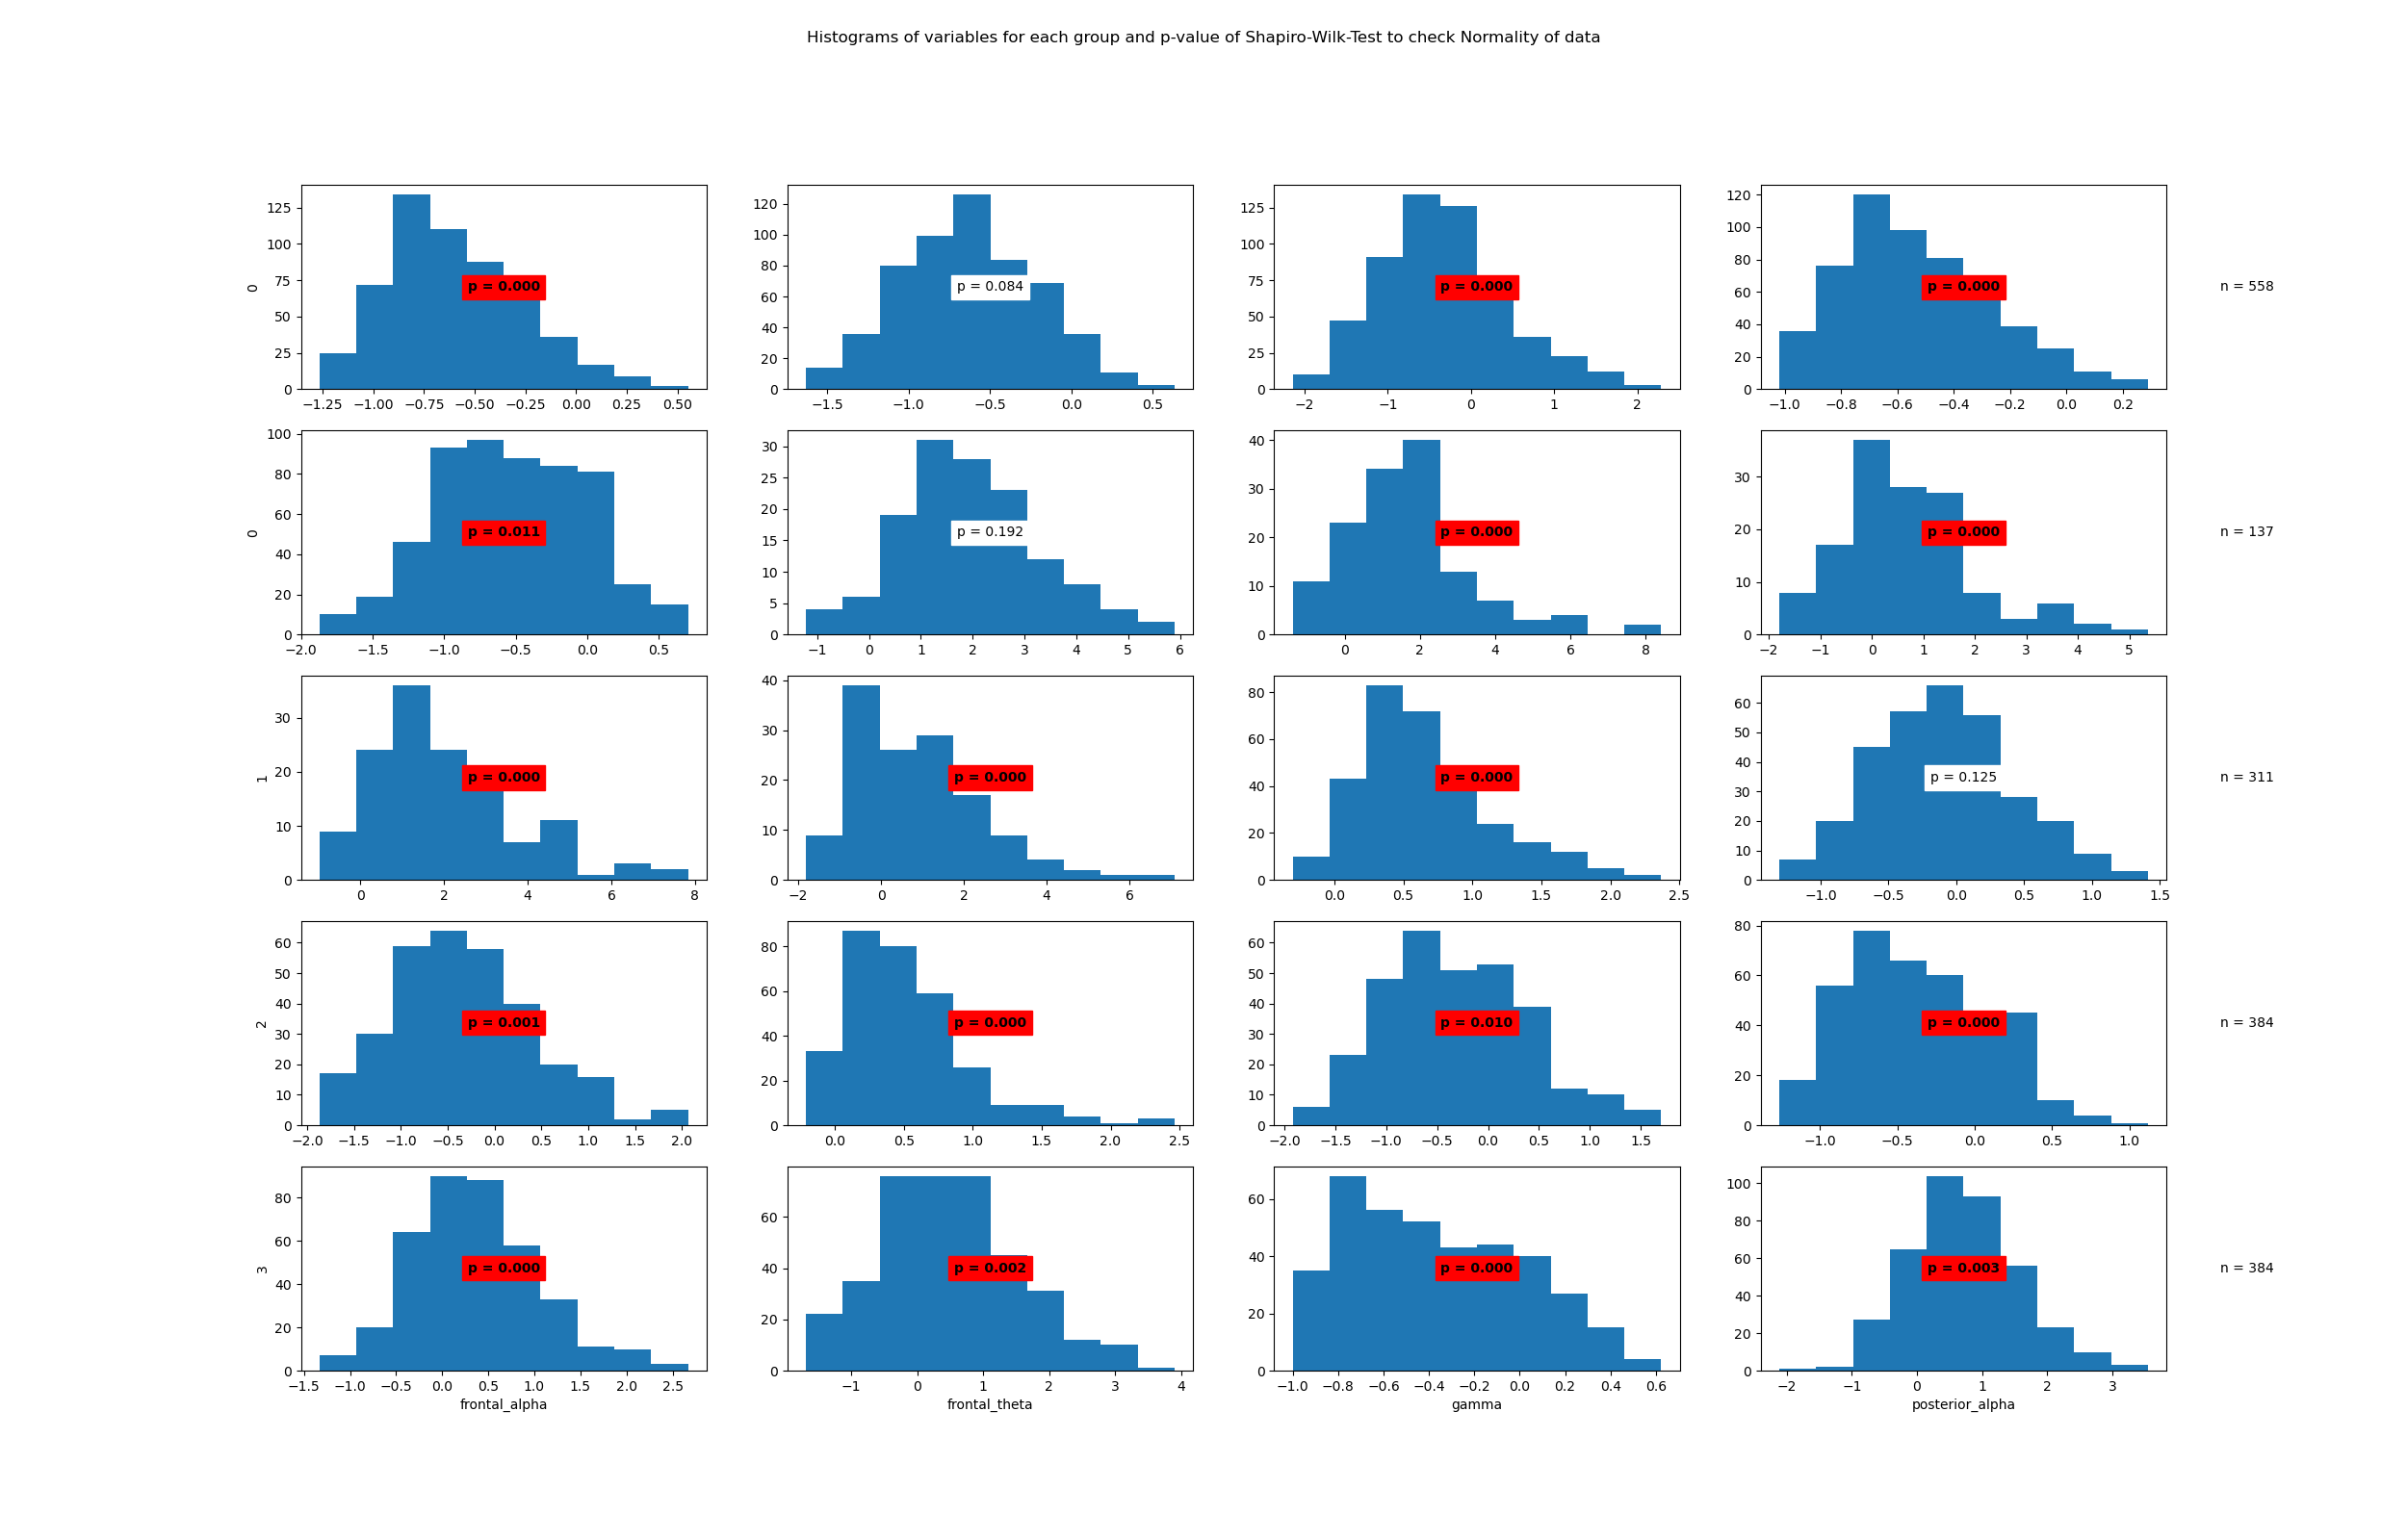 Histograms of variables for each group and p-value of Shapiro-Wilk-Test to check Normality of data
125
100
75
50
25
0
0
p = 0.000
−1.25 −1.00 −0.75 −0.50 −0.25 0.00 0.25 0.50
120
100
80
60
40
20
0
p = 0.084
−1.5 −1.0 −0.5 0.0 0.5
125
100
75
50
25
0
p = 0.000
−2 −1 0 1 2
120
100
80
60
40
20
0
p = 0.000
−1.0 −0.8 −0.6 −0.4 −0.2 0.0 0.2
n = 558
100
80
60
40
20
0
0
p = 0.011
−2.0 −1.5 −1.0 −0.5 0.0 0.5
30
25
20
15
10
5
0
p = 0.192
−1 0 1 2 3 4 5 6
40
30
20
10
0
p = 0.000
0 2 4 6 8
30
20
10
0
p = 0.000
−2 −1 0 1 2 3 4 5
n = 137
30
20
10
0
1
p = 0.000
0 2 4 6 8
40
30
20
10
0
p = 0.000
−2 0 2 4 6
80
60
40
20
0
p = 0.000
0.0 0.5 1.0 1.5 2.0 2.5
60
50
40
30
20
10
0
p = 0.125
−1.0 −0.5 0.0 0.5 1.0 1.5
n = 311
60
50
40
30
20
10
0
2
p = 0.001
−2.0 −1.5 −1.0 −0.5 0.0 0.5 1.0 1.5 2.0
80
60
40
20
0
p = 0.000
0.0 0.5 1.0 1.5 2.0 2.5
60
50
40
30
20
10
0
p = 0.010
−2.0 −1.5 −1.0 −0.5 0.0 0.5 1.0 1.5
80
60
40
20
0
p = 0.000
−1.0 −0.5 0.0 0.5 1.0
n = 384
80
60
40
20
0
3
p = 0.000
−1.5 −1.0 −0.5 0.0 0.5 1.0 1.5 2.0 2.5
frontal_alpha
60
40
20
0
p = 0.002
−1 0 1 2 3 4
frontal_theta
60
40
20
0
p = 0.000
−1.0 −0.8 −0.6 −0.4 −0.2 0.0 0.2 0.4 0.6
gamma
100
80
60
40
20
0
p = 0.003
−2 −1 0 1 2 3
posterior_alpha
n = 384